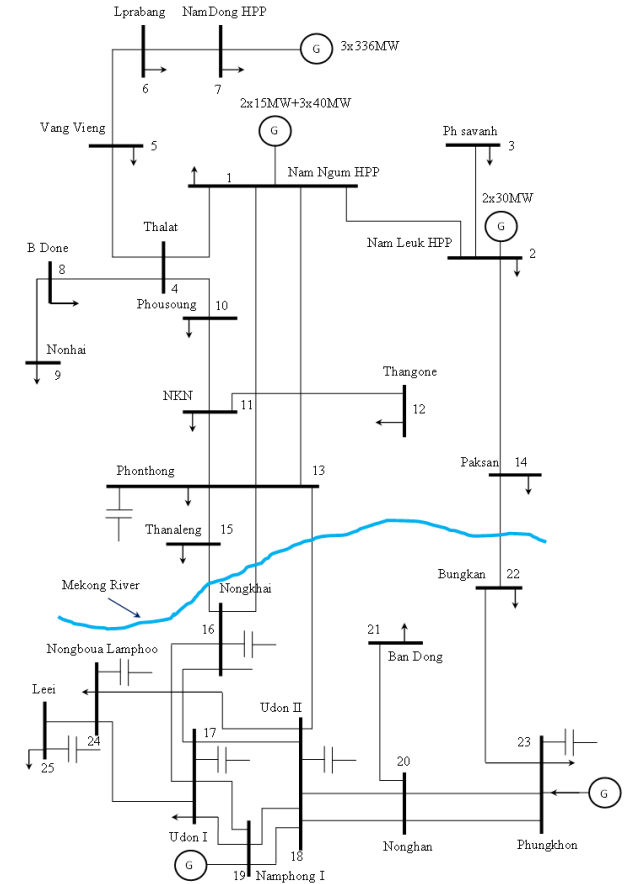 Lprabang
NamDong HPP
G
3x336MW
6
7
2x15MW+3x40MW
G
Vang Vieng
5
Ph savanh
3
1
Nam Ngum HPP
2x30MW
G
Thalat
Nam Leuk HPP
2
B Done
8
4
Phousoung
10
Nonhai
9
Thangone
NKN
11
12
Phonthong
13
Paksan
14
Thanaleng
15
Mekong River
Nongkhai
Bungkan
22
16
21
Ban Dong
Nongboua Lamphoo
Leei
Udon II
17
24
25
23
20
G
Udon I
Nonghan
Phungkhon
18
G
19
Namphong I